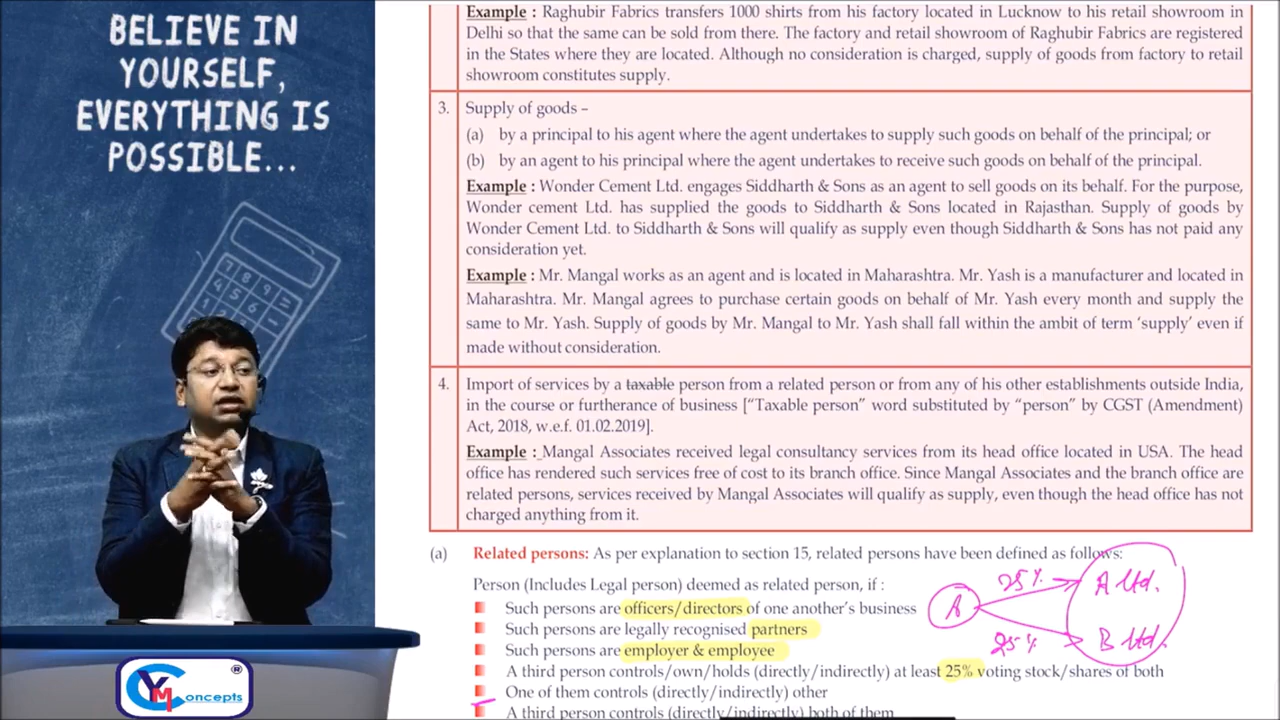 BELIEVE IN
YOURSELF,
EVERYTHING IS
POSSIBLE...
Example : Raghubir Fabrics transfers 1000 shirts from his factory located in Lucknow to his retail showroom in
Delhi so that the same can be sold from there. The factory and retail showroom of Raghubir Fabrics are registered
in the States where they are located. Although no consideration is charged, supply of goods from factory to retail
showroom constitutes supply.
3. Supply of goods –
(a) by a principal to his agent where the agent undertakes to supply such goods on behalf of the principal; or
(b) by an agent to his principal where the agent undertakes to receive such goods on behalf of the principal.
Example : Wonder Cement Ltd. engages Siddharth & Sons as an agent to sell goods on its behalf. For the purpose,
Wonder cement Ltd. has supplied the goods to Siddharth & Sons located in Rajasthan. Supply of goods by
Wonder Cement Ltd. to Siddharth & Sons will qualify as supply even though Siddharth & Sons has not paid any
consideration yet.
Example : Mr. Mangal works as an agent and is located in Maharashtra. Mr. Yash is a manufacturer and located in
Maharashtra. Mr. Mangal agrees to purchase certain goods on behalf of Mr. Yash every month and supply the
same to Mr. Yash. Supply of goods by Mr. Mangal to Mr. Yash shall fall within the ambit of term ‘supply’ even if
made without consideration.
4. Import of services by a taxable person from a related person or from any of his other establishments outside India,
in the course or furtherance of business [“Taxable person” word substituted by “person” by CGST (Amendment)
Act, 2018, w.e.f. 01.02.2019].
Example : Mangal Associates received legal consultancy services from its head office located in USA. The head
office has rendered such services free of cost to its branch office. Since Mangal Associates and the branch office are
related persons, services received by Mangal Associates will qualify as supply, even though the head office has not
charged anything from it.
(a) Related persons: As per explanation to section 15, related persons have been defined as follows:
Person (Includes Legal person) deemed as related person, if :
Such persons are officers/directors of one another’s business
Such persons are legally recognised partners
Such persons are employer & employee
A third person controls/own/holds (directly/indirectly) at least 25% voting stock/shares of both
One of them controls (directly/indirectly) other
A third person controls (directly/indirectly) both of them
A
25%
A Ltd.
25%
B Ltd.
7 8 9 ÷
4 5 6 -
CYM Concepts ®